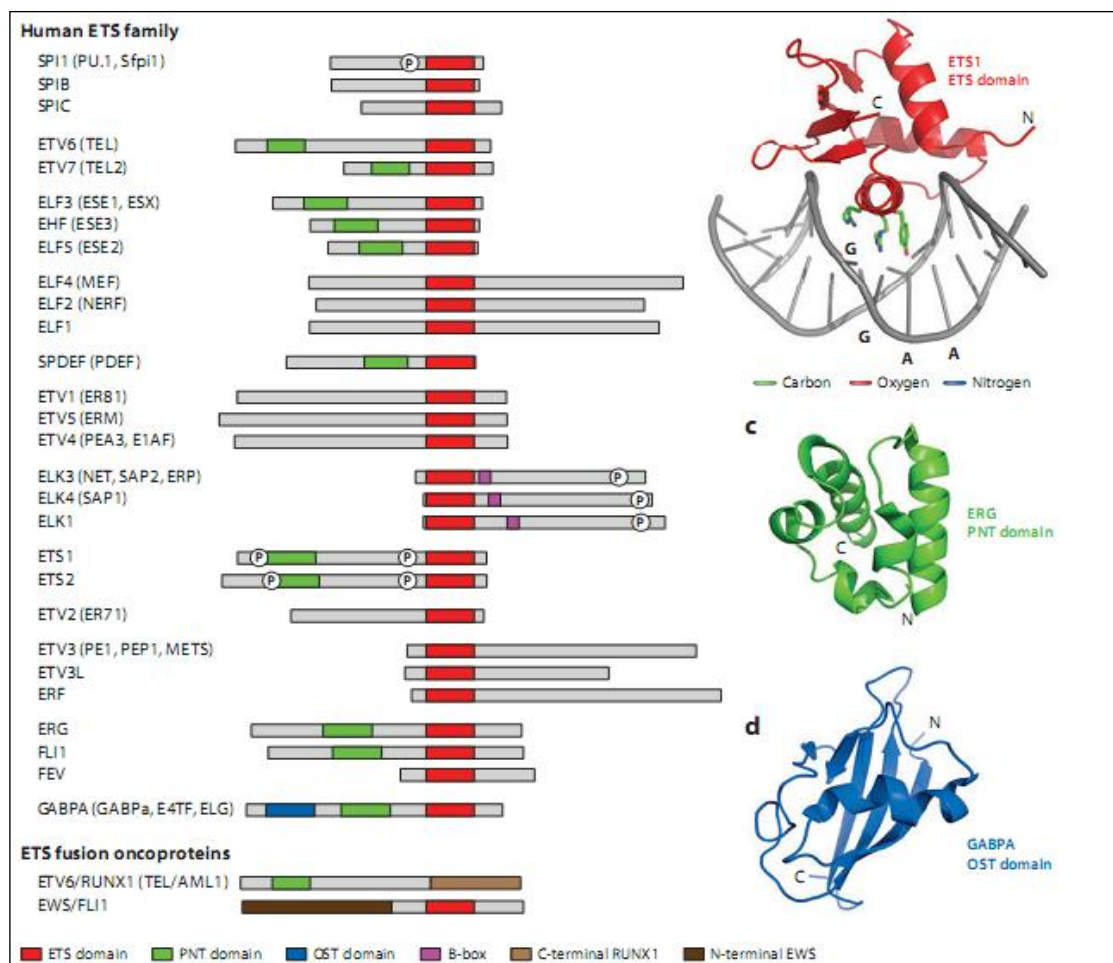 Human ETS family
SPI1 (PU.1, Sfpi1)
P
SPIB
SPIC
ETV6 (TEL)
ETV7 (TEL2)
ELF3 (ESE1, ESX)
EHF (ESE3)
ELF5 (ESE2)
ELF4 (MEF)
ELF2 (NERF)
ELF1
SPDEF (PDEF)
ETV1 (ER81)
ETV5 (ERM)
ETV4 (PEA3, E1AF)
ELK3 (NET, SAP2, ERP)
P
ELK4 (SAP1)
P
ELK1
P
ETS1
P P
ETS2
P P
ETV2 (ER71)
ETV3 (PE1, PEP1, METS)
ETV3L
ERF
ERG
FLI1
FEV
GABPA (GABPa, E4TF, ELG)
ETS fusion oncoproteins
ETV6/RUNX1 (TEL/AML1)
EWS/FLI1
ETS domain PNT domain OST domain B-box C-terminal RUNX1 N-terminal EWS
ETS1
ETS domain
C
N
G
G
A
A
Carbon Oxygen Nitrogen
c
ERG
PNT domain
C
N
d
N
GABPA
OST domain
C